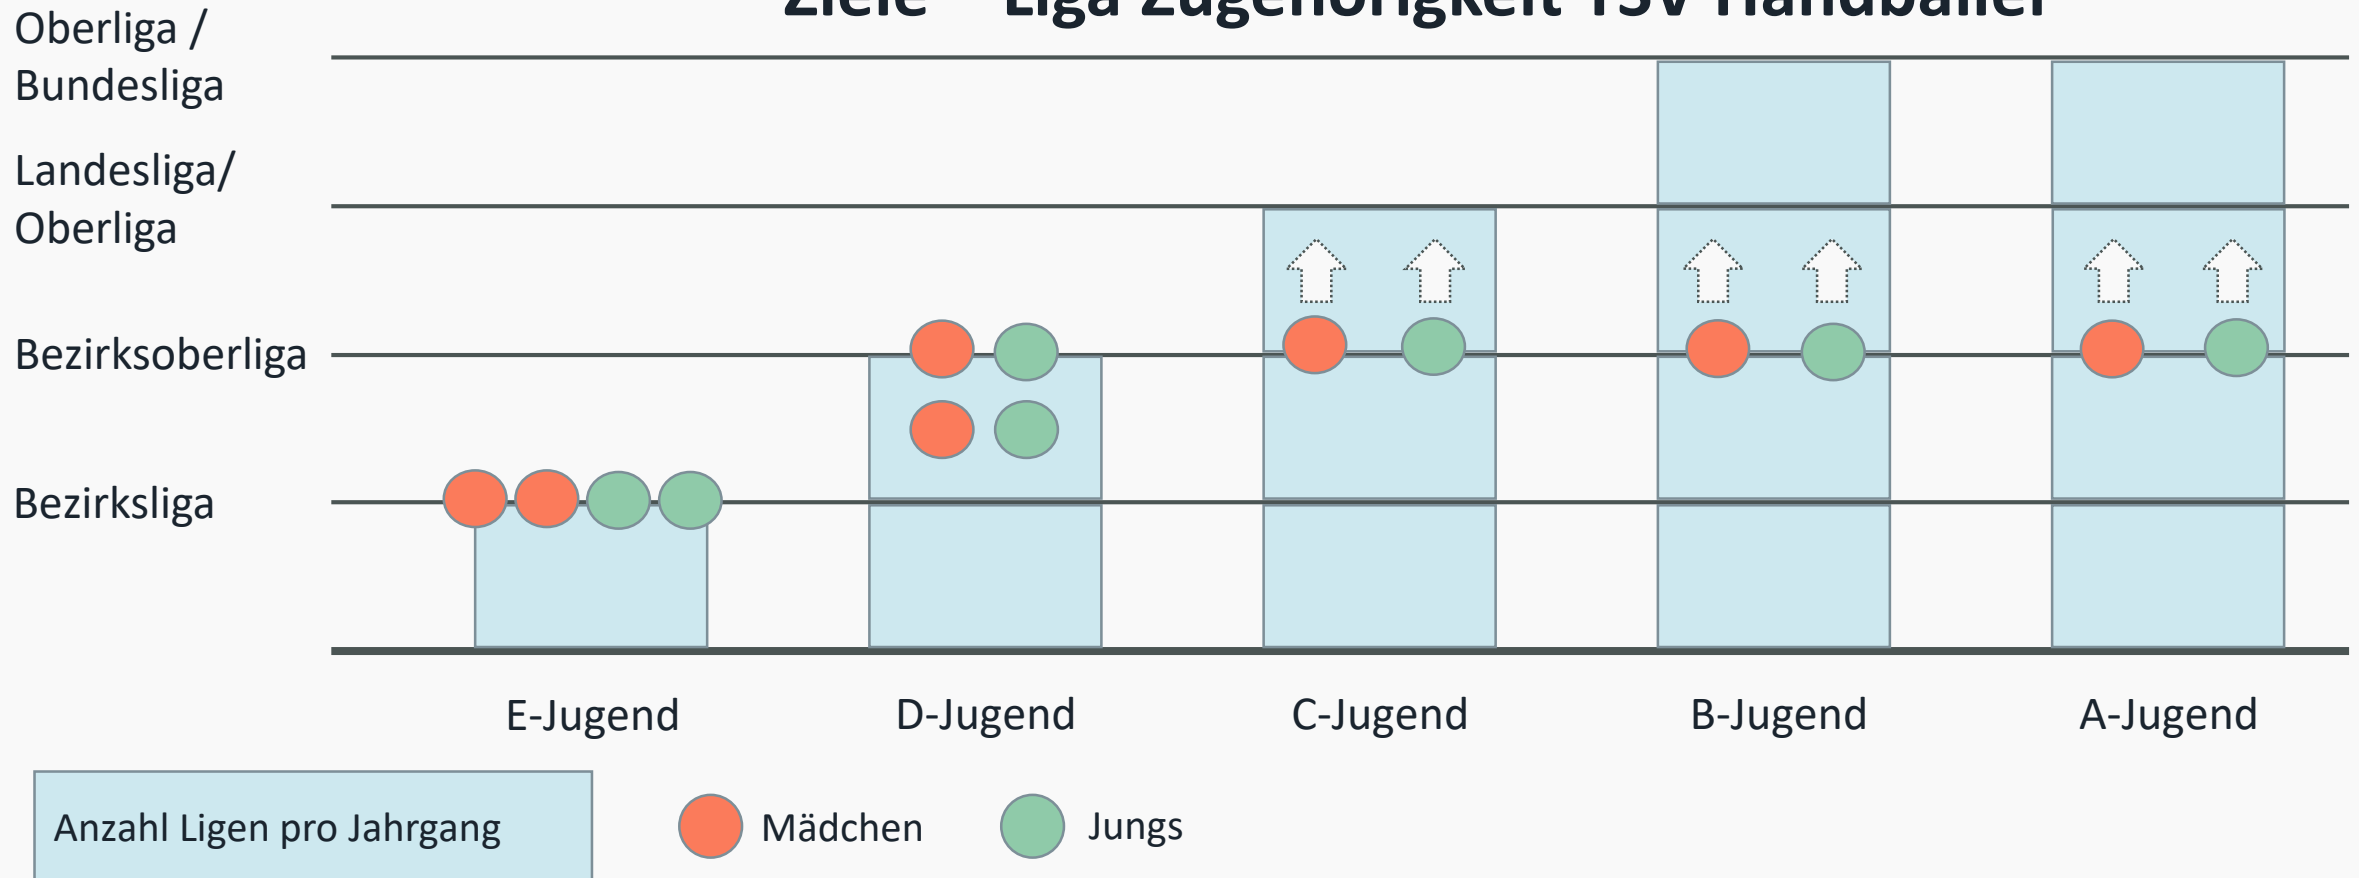 Ziele – Liga Zugehörigkeit TSV Handballer
Oberliga /
Bundesliga
Landesliga/
Oberliga
Bezirksoberliga
Bezirksliga
E-Jugend D-Jugend C-Jugend B-Jugend A-Jugend
Anzahl Ligen pro Jahrgang
Mädchen
Jungs